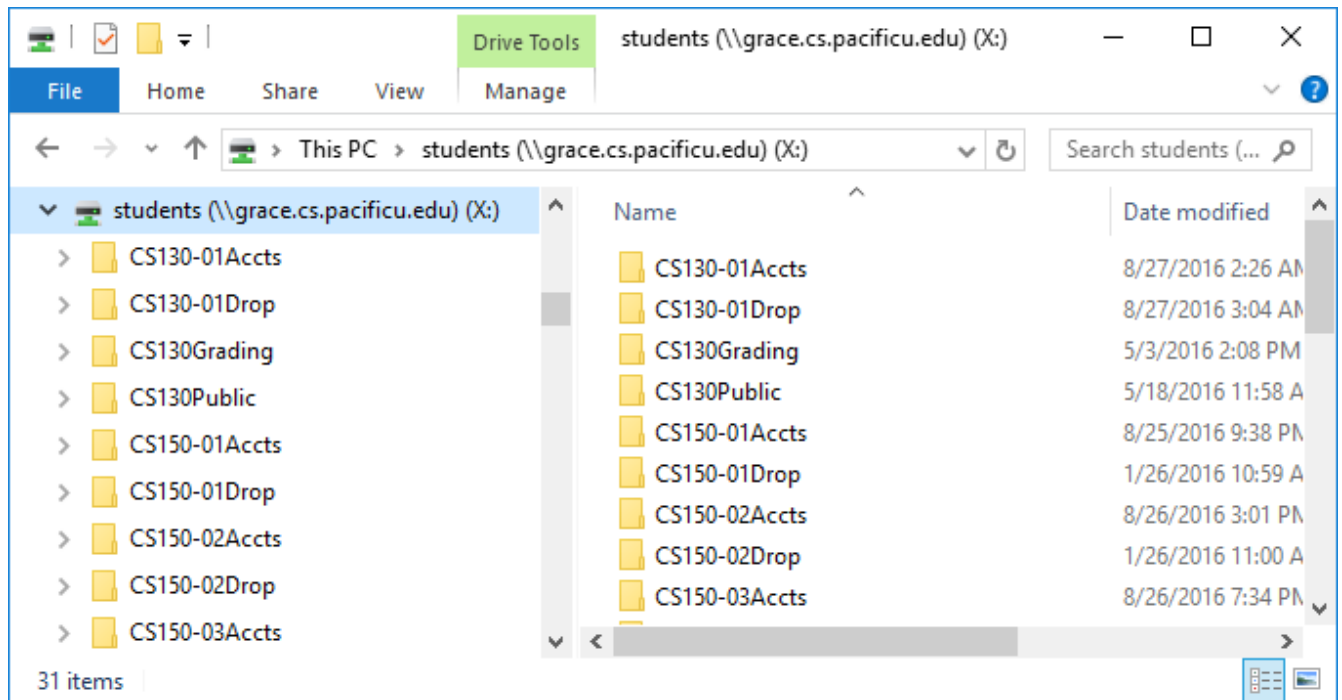 Drive Tools students (\\grace.cs.pacificu.edu) (X:)
File Home Share View Manage
This PC > students (\\grace.cs.pacificu.edu) (X:) Search students (...
students (\\grace.cs.pacificu.edu) (X:) Name Date modified
CS130-01Accts
CS130-01Drop
CS130Grading
CS130Public
CS150-01Accts
CS150-01Drop
CS150-02Accts
CS150-02Drop
CS150-03Accts
CS130-01Accts 8/27/2016 2:26 AM
CS130-01Drop 8/27/2016 3:04 AM
CS130Grading 5/3/2016 2:08 PM
CS130Public 5/18/2016 11:58 A
CS150-01Accts 8/25/2016 9:38 PM
CS150-01Drop 1/26/2016 10:59 A
CS150-02Accts 8/26/2016 3:01 PM
CS150-02Drop 1/26/2016 11:00 A
CS150-03Accts 8/26/2016 7:34 PM
31 items